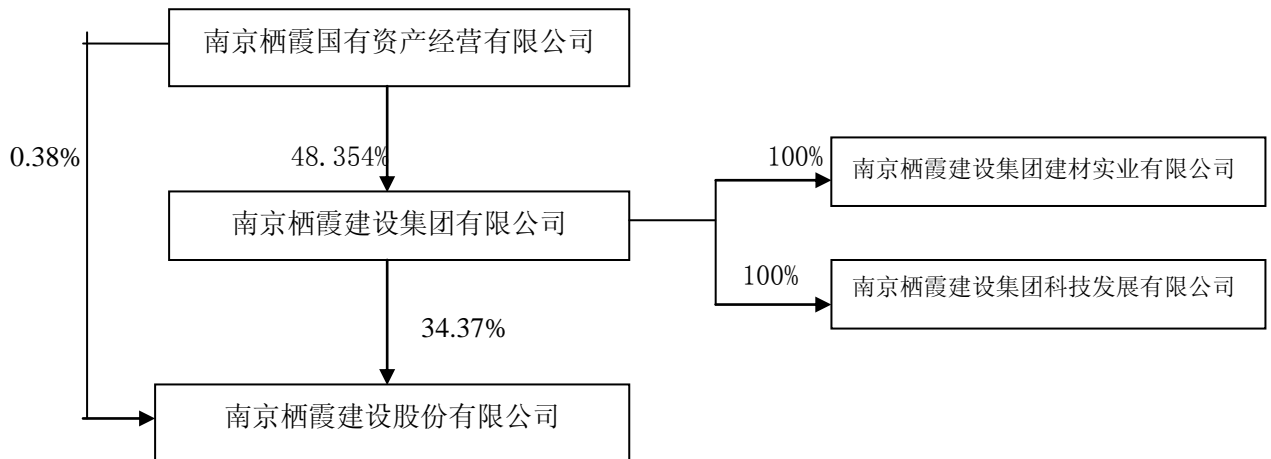 南京栖霞国有资产经营有限公司
0.38%
48.354%
100%
南京栖霞建设集团建材实业有限公司
南京栖霞建设集团有限公司
100%
南京栖霞建设集团科技发展有限公司
34.37%
南京栖霞建设股份有限公司